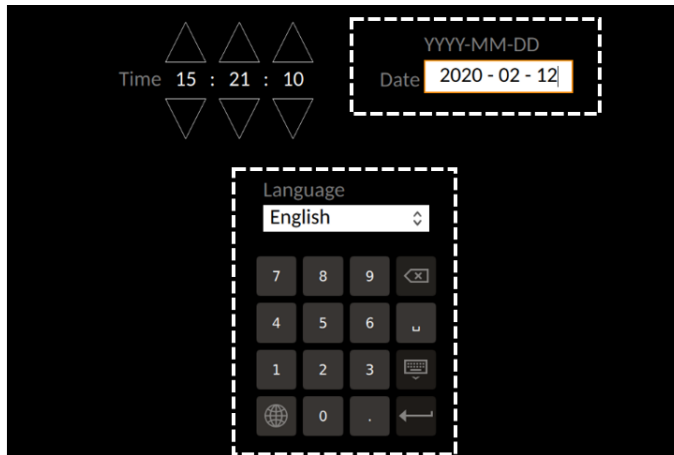 YYYY-MM-DD
Time 15 : 21 : 10
Date 2020 - 02 - 12
Language
English
7 8 9
4 5 6
1 2 3
0 .